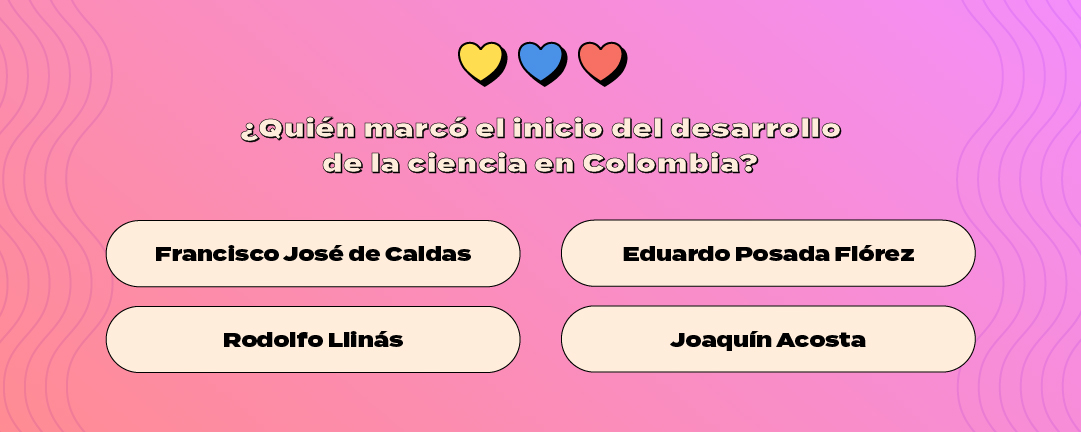 ¿Quién marcó el inicio del desarrollo
de la ciencia en Colombia?
Francisco José de Caldas
Eduardo Posada Flórez
Rodolfo Llinás
Joaquín Acosta